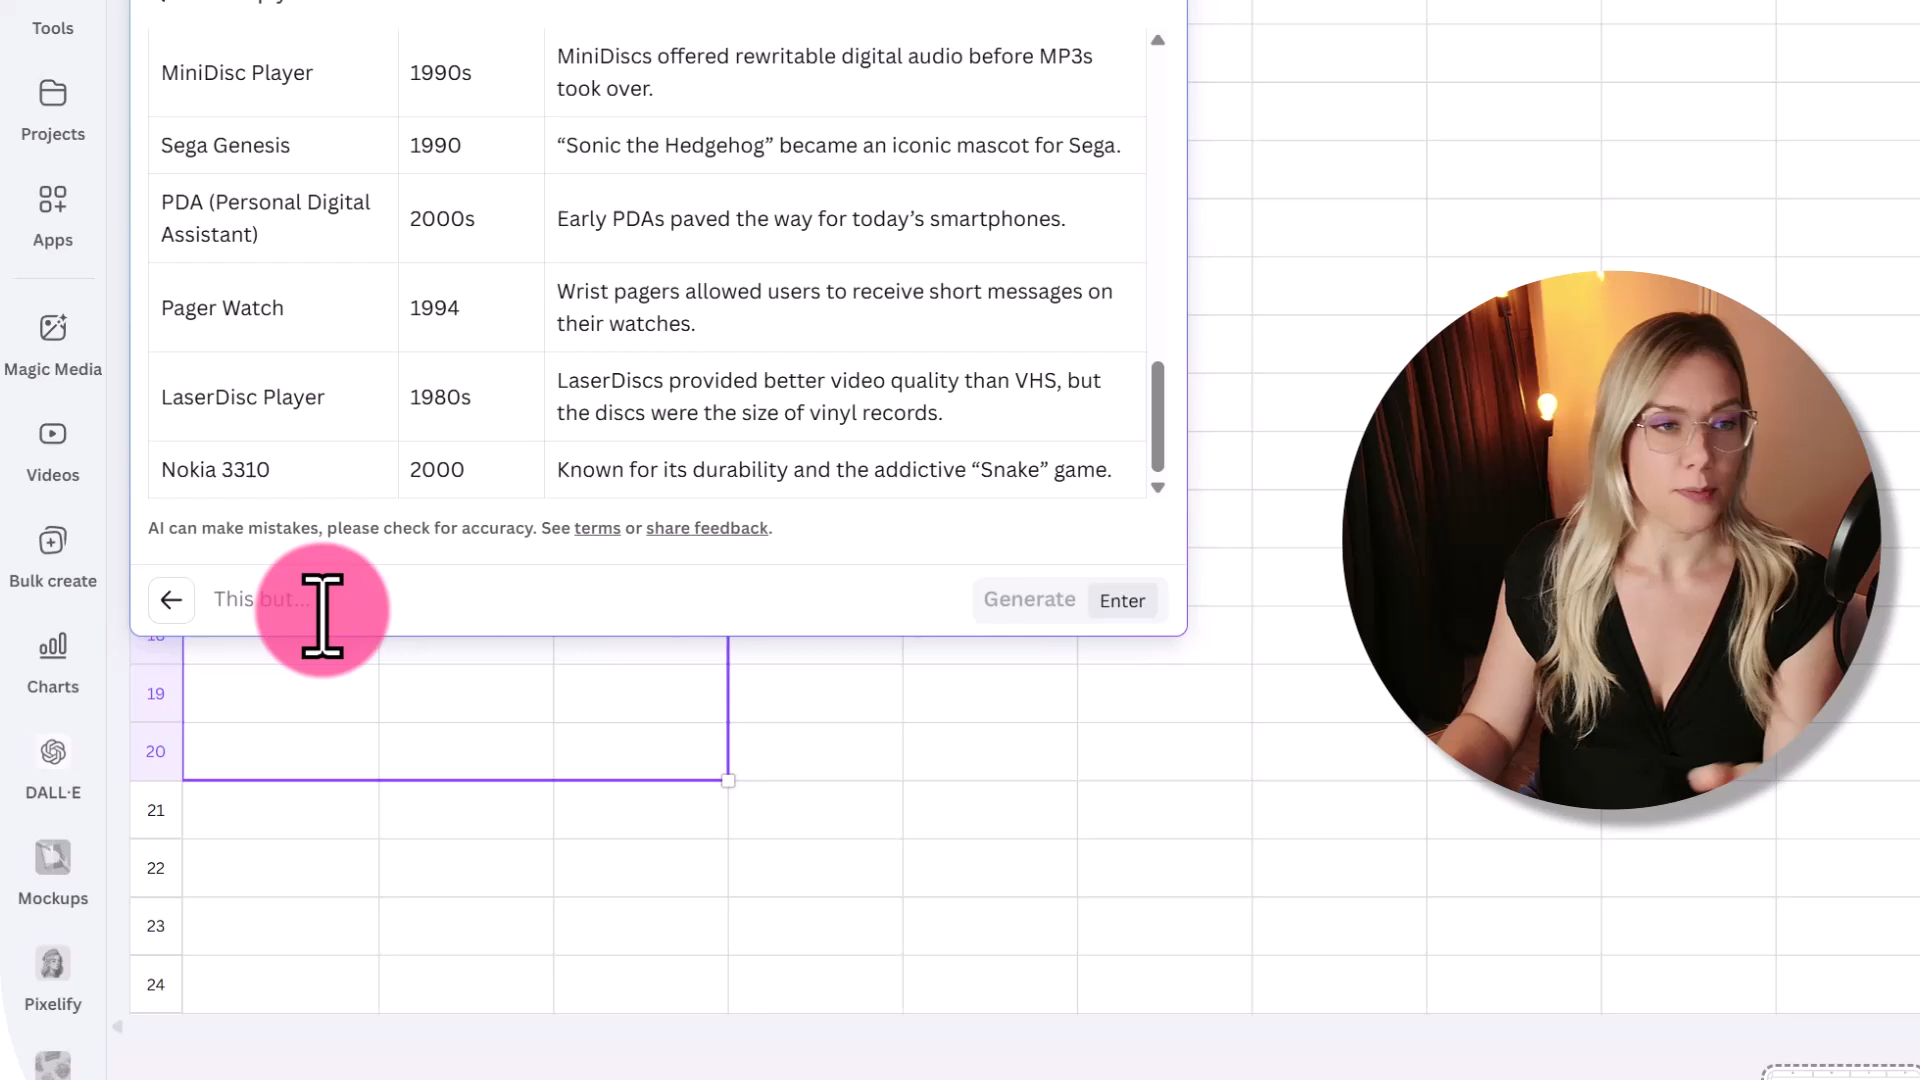 Tools
Projects
Apps
Magic Media
Videos
Bulk create
Charts
DALL·E
Mockups
Pixelify
MiniDisc Player
1990s
MiniDiscs offered rewritable digital audio before MP3s
took over.
Sega Genesis
1990
“Sonic the Hedgehog” became an iconic mascot for Sega.
PDA (Personal Digital
Assistant)
2000s
Early PDAs paved the way for today’s smartphones.
Pager Watch
1994
Wrist pagers allowed users to receive short messages on
their watches.
LaserDisc Player
1980s
LaserDiscs provided better video quality than VHS, but
the discs were the size of vinyl records.
Nokia 3310
2000
Known for its durability and the addictive “Snake” game.
AI can make mistakes, please check for accuracy. See terms or share feedback.
This but...
Generate Enter
19
20
21
22
23
24